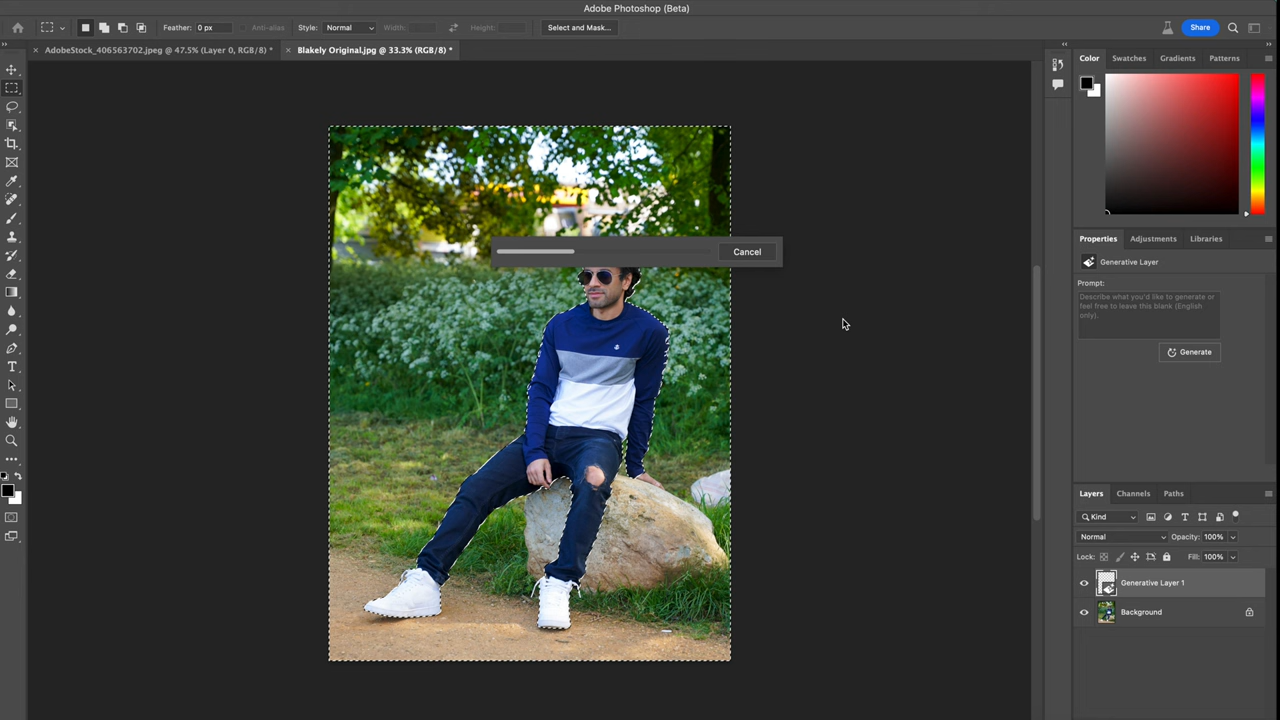 Adobe Photoshop (Beta)
Feather: 0 px Anti-alias Style: Normal Width: Height: Select and Mask... Share
AdobeStock_406563702.jpeg @ 47.5% (Layer 0, RGB/8) * Blakely Original.jpg @ 33.3% (RGB/8) *
Color Swatches Gradients Patterns
Cancel
Properties Adjustments Libraries
Generative Layer
Prompt:
Describe what you'd like to generate or
feel free to leave this blank (English
only).
Generate
Layers Channels Paths
Kind
Normal Opacity: 100%
Lock: Fill: 100%
Generative Layer 1
Background